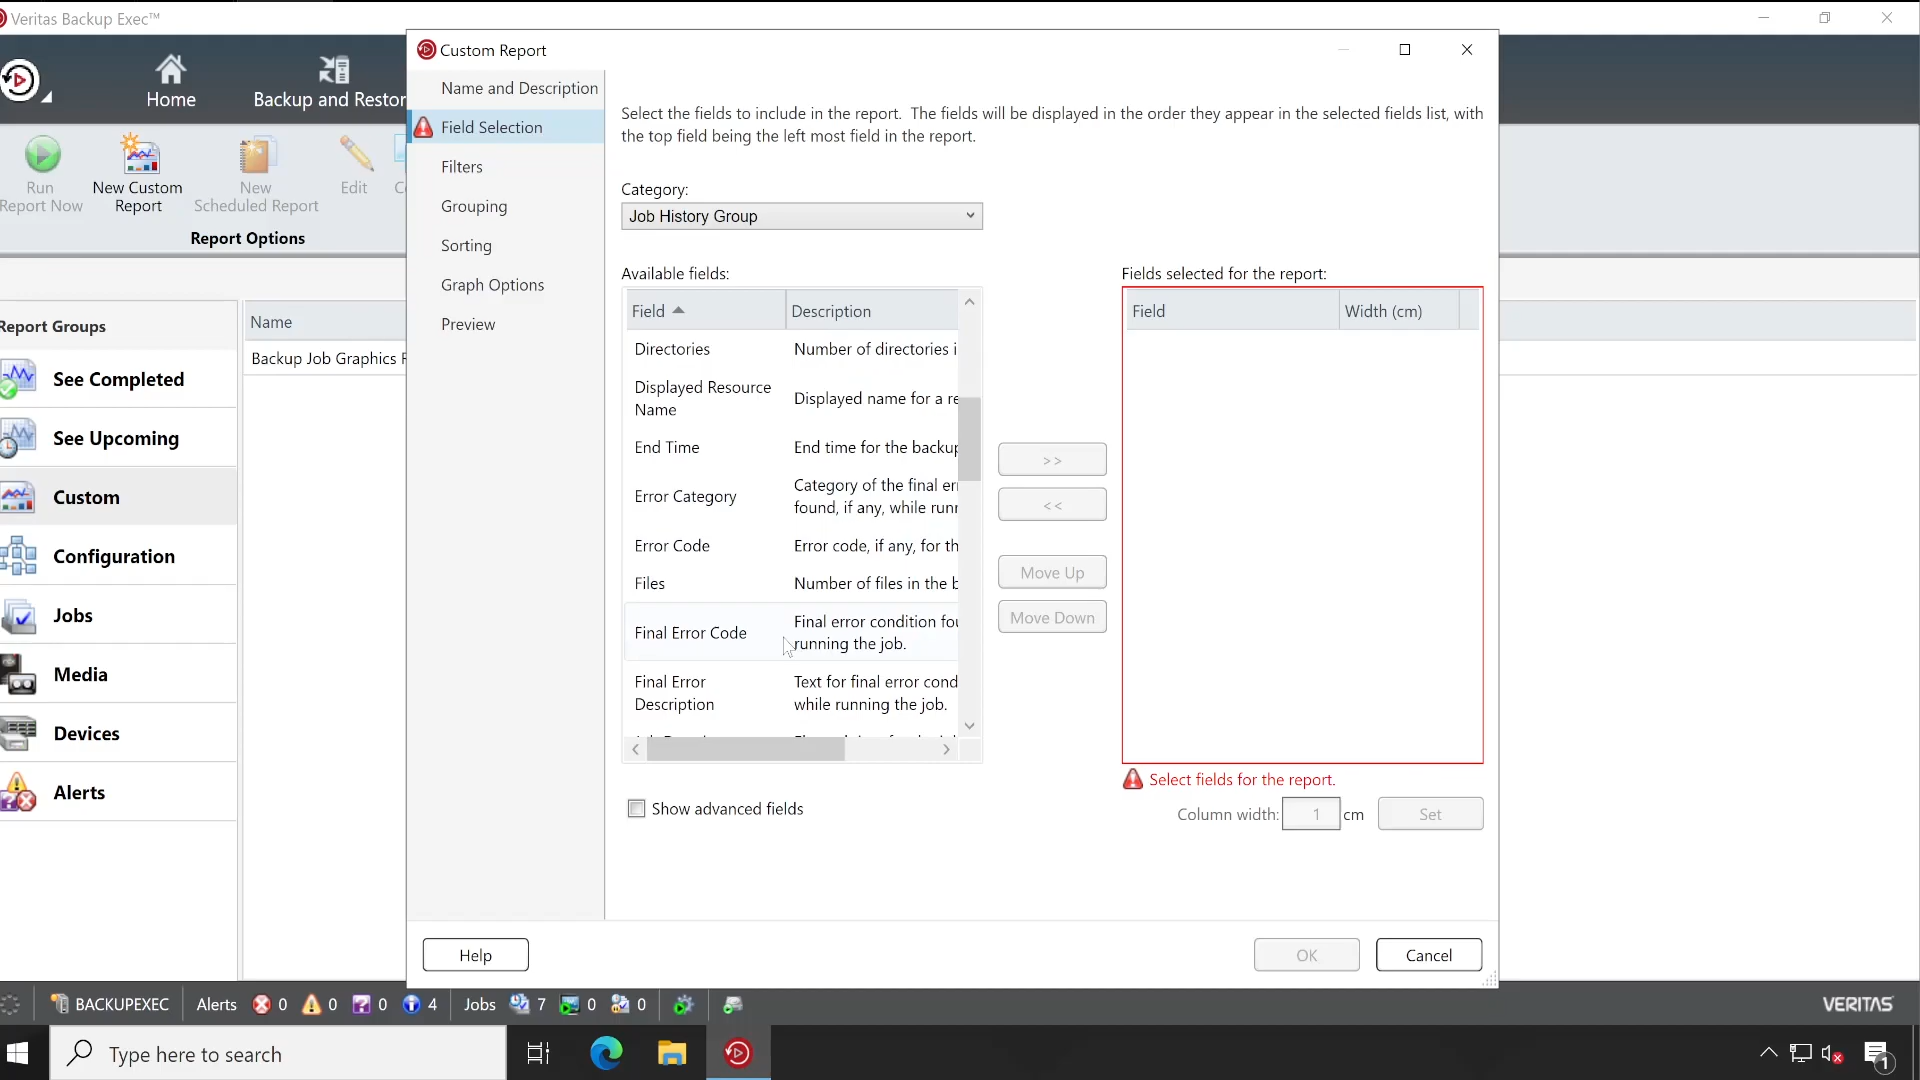 Veritas Backup Exec™
Home
Backup and Restor
Run
Report Now
New Custom
Report
New
Scheduled Report
Edit
Report Options
Report Groups
See Completed
See Upcoming
Custom
Configuration
Jobs
Media
Devices
Alerts
Name
Backup Job Graphics
Custom Report
Name and Description
Field Selection
Filters
Grouping
Sorting
Graph Options
Preview
Select the fields to include in the report. The fields will be displayed in the order they appear in the selected fields list, with
the top field being the left most field in the report.
Category:
Job History Group
Available fields:
Field Description
Directories Number of directories i
Displayed Resource
Name
Displayed name for a re
End Time End time for the backup
Error Category
Category of the final er
found, if any, while runn
Error Code Error code, if any, for th
Files Number of files in the b
Final Error Code
Final error condition fou
running the job.
Final Error
Description
Text for final error cond
while running the job.
>>
<<
Move Up
Move Down
Fields selected for the report:
Field Width (cm)
Select fields for the report.
Column width: 1 cm Set
Show advanced fields
Help
OK
Cancel
BACKUPEXEC Alerts 0 0 0 4 Jobs 7 0 0
VERITAS
Type here to search
1